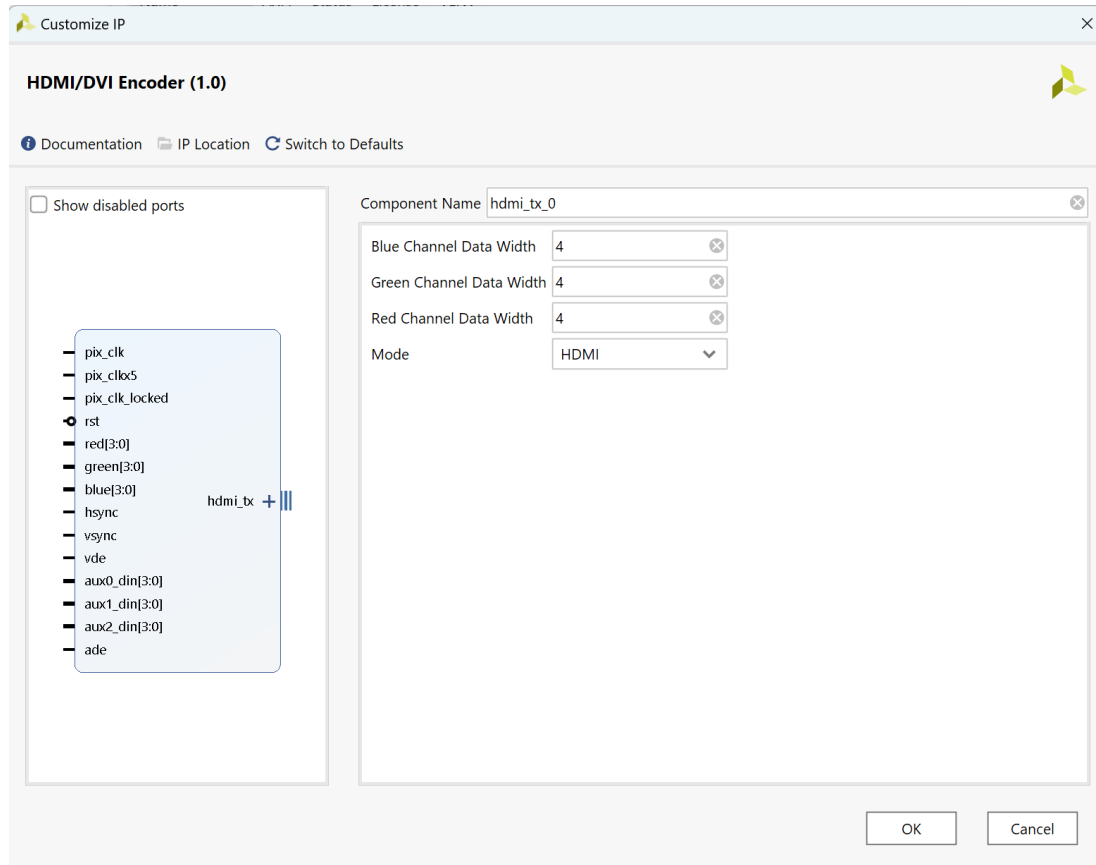 Customize IP
HDMI/DVI Encoder (1.0)
Documentation IP Location Switch to Defaults
Show disabled ports
pix_clk
pix_clkx5
pix_clk_locked
rst
red[3:0]
green[3:0]
blue[3:0]
hsync
vsync
vde
aux0_din[3:0]
aux1_din[3:0]
aux2_din[3:0]
ade
hdmi_tx
Component Name hdmi_tx_0
Blue Channel Data Width 4
Green Channel Data Width 4
Red Channel Data Width 4
Mode HDMI
OK Cancel